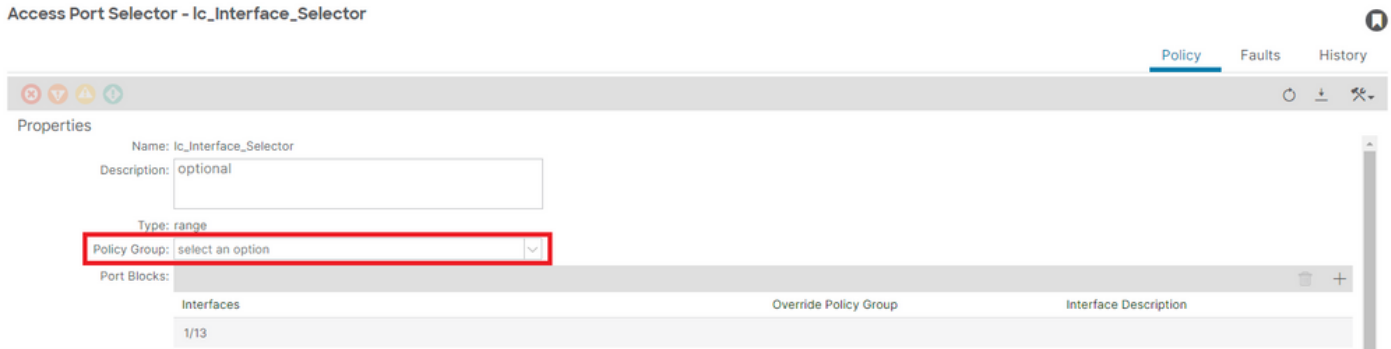 Access Port Selector - lc_Interface_Selector
Policy Faults History
Properties
Name: lc_Interface_Selector
Description: optional
Type: range
Policy Group: select an option
Port Blocks:
Interfaces Override Policy Group Interface Description
1/13